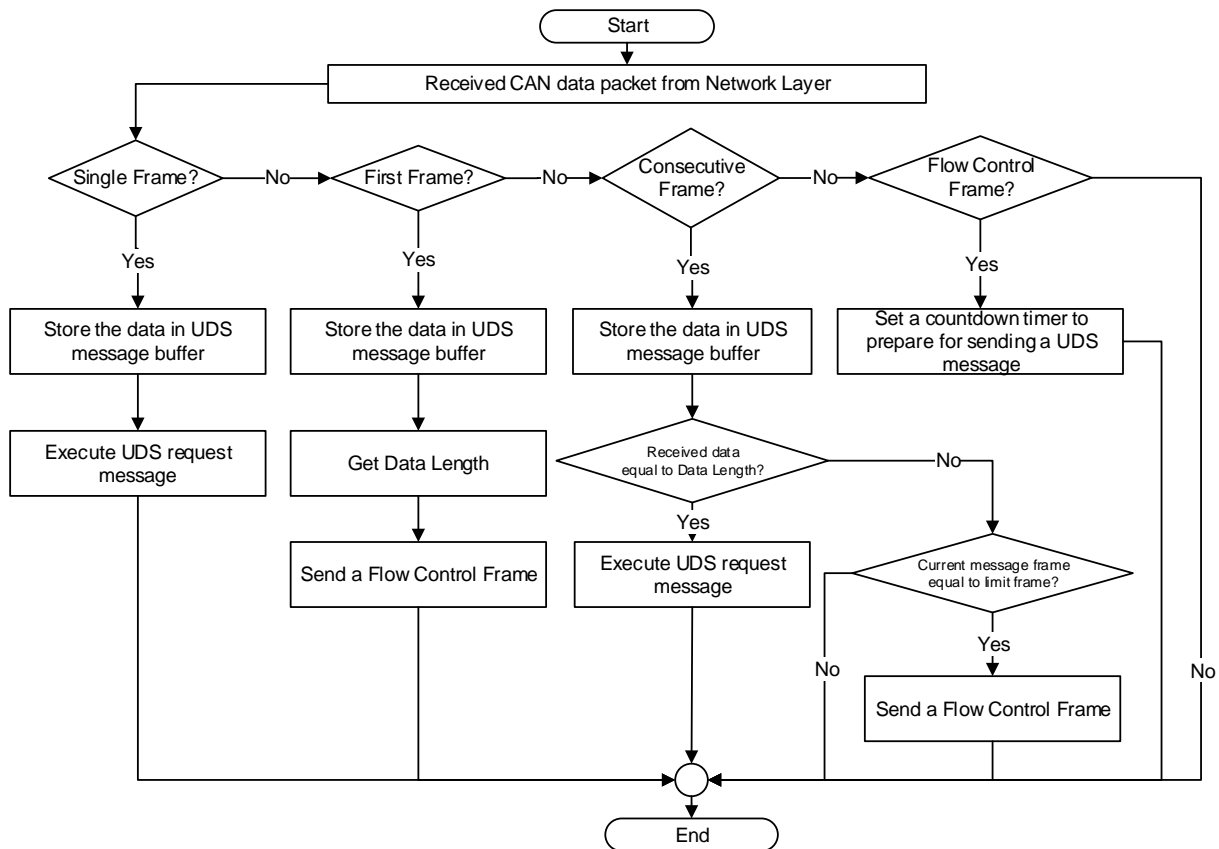 Start
Received CAN data packet from Network Layer
Single Frame?
No
First Frame?
No
Consecutive
Frame?
No
Flow Control
Frame?
Yes
Yes
Yes
Yes
Store the data in UDS
message buffer
Store the data in UDS
message buffer
Store the data in UDS
message buffer
Set a countdown timer to
prepare for sending a UDS
message
Execute UDS request
message
Get Data Length
Received data
equal to Data Length?
No
Yes
Send a Flow Control Frame
Execute UDS request
message
Current message frame
equal to limit frame?
Yes
No
No
Send a Flow Control Frame
End